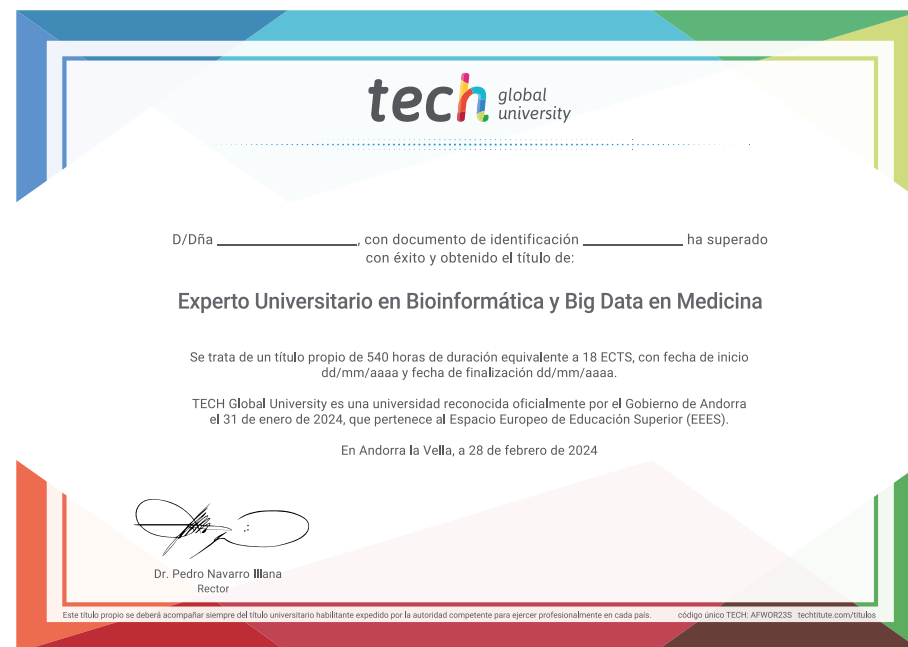 tech global university
D/Dña ________________, con documento de identificación ____________ ha superado
con éxito y obtenido el título de:
Experto Universitario en Bioinformática y Big Data en Medicina
Se trata de un título propio de 540 horas de duración equivalente a 18 ECTS, con fecha de inicio
dd/mm/aaaa y fecha de finalización dd/mm/aaaa.
TECH Global University es una universidad reconocida oficialmente por el Gobierno de Andorra
el 31 de enero de 2024, que pertenece al Espacio Europeo de Educación Superior (EEES).
En Andorra la Vella, a 28 de febrero de 2024
Dr. Pedro Navarro Illana
Rector
Este título propio se deberá acompañar siempre del título universitario habilitante expedido por la autoridad competente para ejercer profesionalmente en cada país. código único TECH: AFWOR23S techtitute.com/titulos